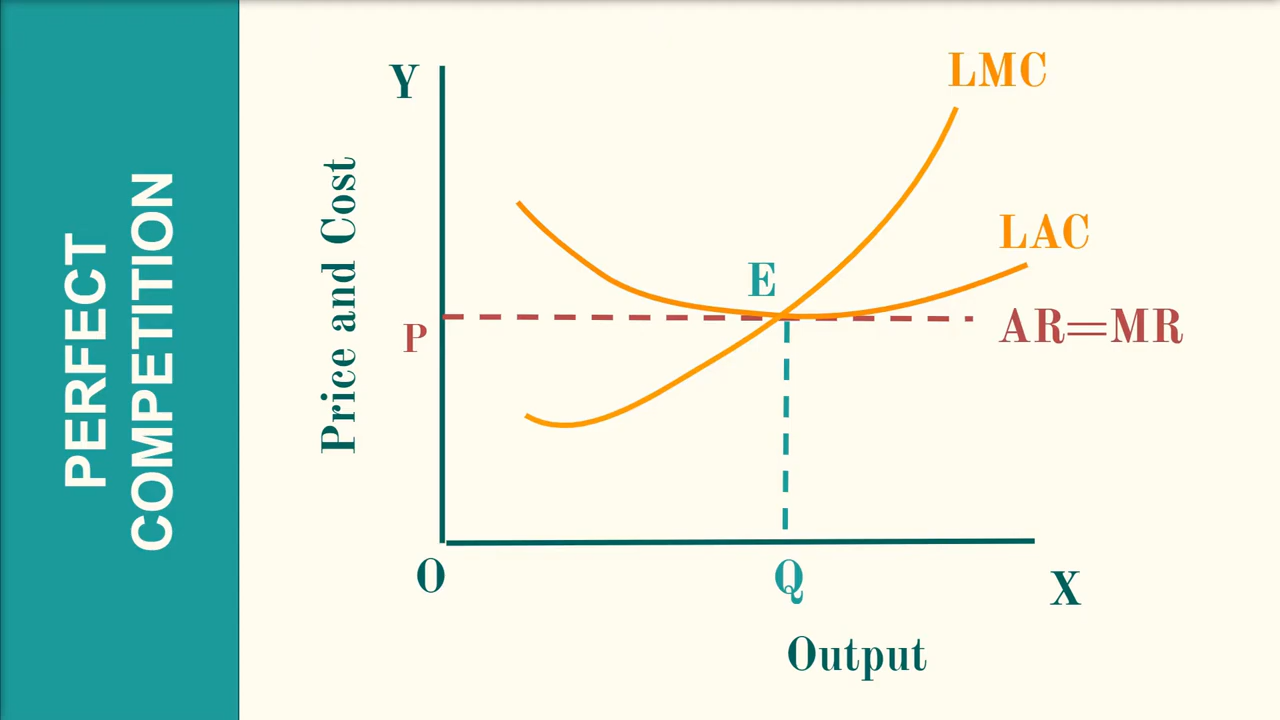 PERFECT
COMPETITION
Y
Price and Cost
LMC
LAC
E
P
AR=MR
O
Q
X
Output